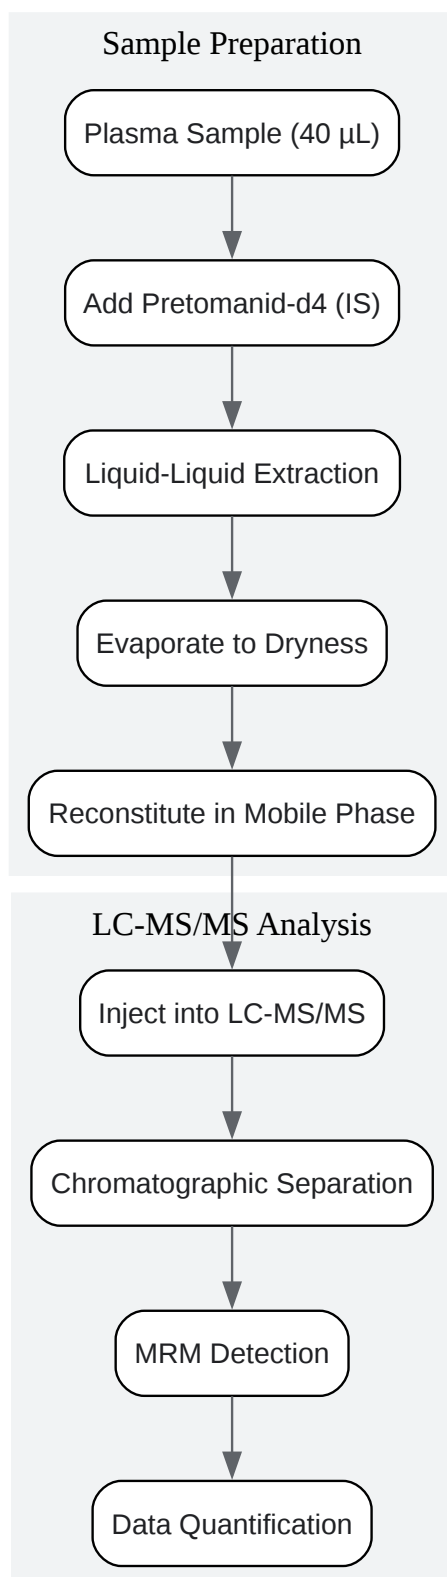 Sample Preparation
Plasma Sample (40 µL)
Add Pretomanid-d4 (IS)
Liquid-Liquid Extraction
Evaporate to Dryness
Reconstitute in Mobile Phase
LC-MS/MS Analysis
Inject into LC-MS/MS
Chromatographic Separation
MRM Detection
Data Quantification